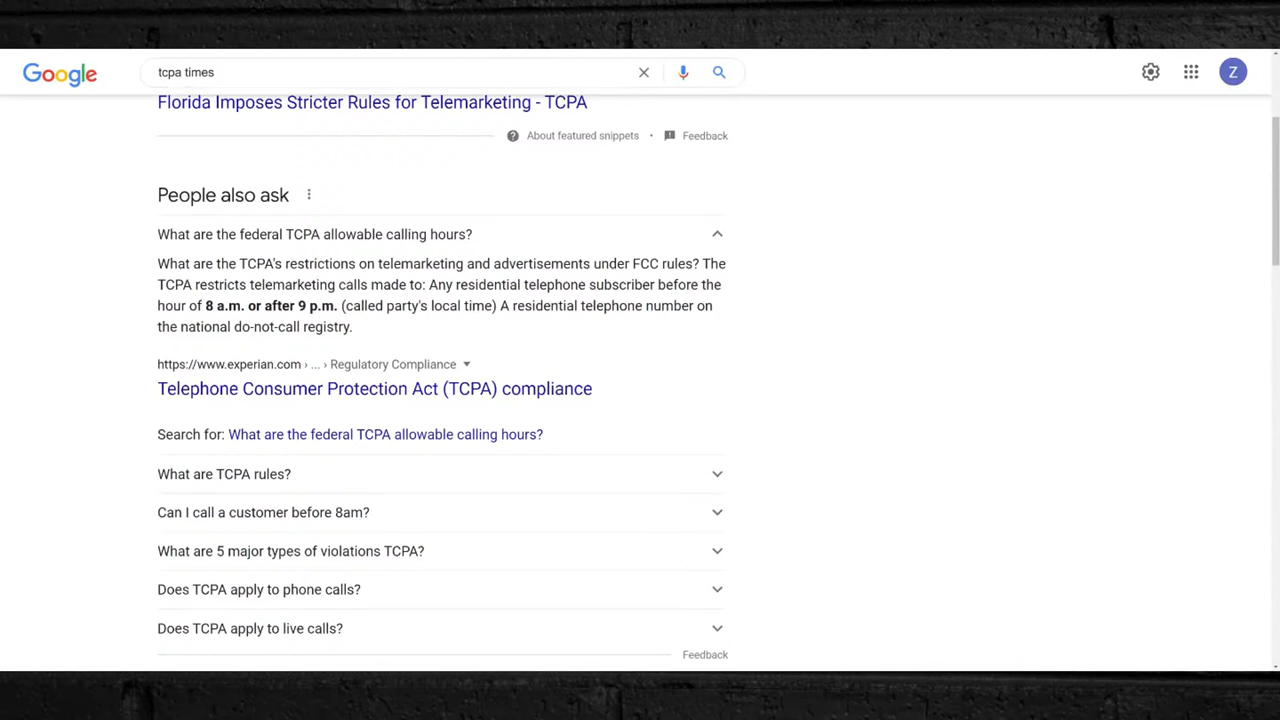 Google
tcpa times
Z
Florida Imposes Stricter Rules for Telemarketing - TCPA
About featured snippets • Feedback
People also ask
What are the federal TCPA allowable calling hours?
What are the TCPA's restrictions on telemarketing and advertisements under FCC rules? The
TCPA restricts telemarketing calls made to: Any residential telephone subscriber before the
hour of 8 a.m. or after 9 p.m. (called party's local time) A residential telephone number on
the national do-not-call registry.
https://www.experian.com › ... › Regulatory Compliance
Telephone Consumer Protection Act (TCPA) compliance
Search for: What are the federal TCPA allowable calling hours?
What are TCPA rules?
Can I call a customer before 8am?
What are 5 major types of violations TCPA?
Does TCPA apply to phone calls?
Does TCPA apply to live calls?
Feedback